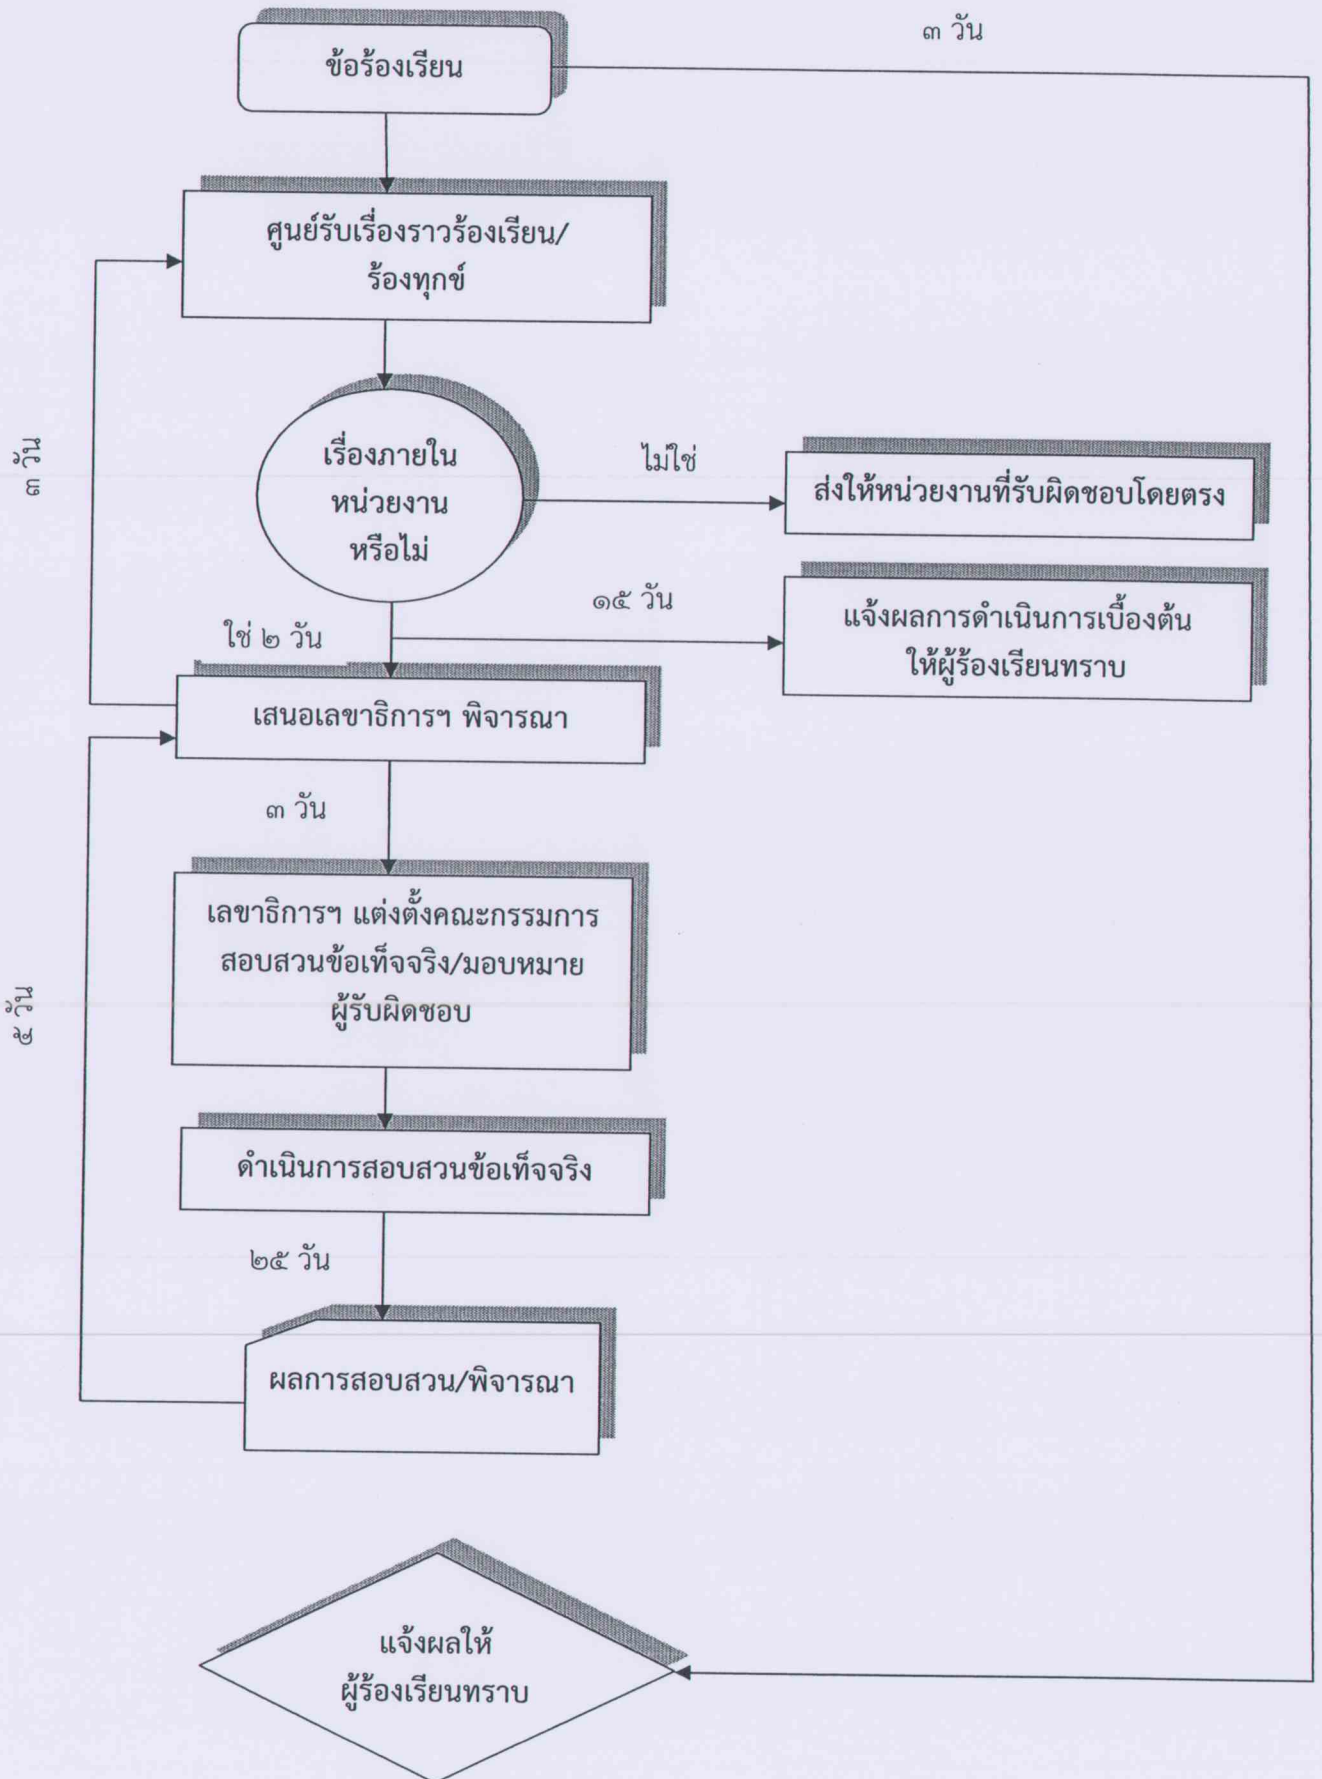 ๓ วัน
ข้อร้องเรียน
ศูนย์รับเรื่องราวร้องเรียน/
ร้องทุกข์
๓ วัน
เรื่องภายใน
หน่วยงาน
หรือไม่
ไม่ใช่
ส่งให้หน่วยงานที่รับผิดชอบโดยตรง
๑๕ วัน
แจ้งผลการดำเนินการเบื้องต้น
ให้ผู้ร้องเรียนทราบ
ใช่ ๒ วัน
เสนอเลขาธิการฯ พิจารณา
๓ วัน
เลขาธิการฯ แต่งตั้งคณะกรรมการ
สอบสวนข้อเท็จจริง/มอบหมาย
ผู้รับผิดชอบ
๕ วัน
ดำเนินการสอบสวนข้อเท็จจริง
๒๕ วัน
ผลการสอบสวน/พิจารณา
แจ้งผลให้
ผู้ร้องเรียนทราบ